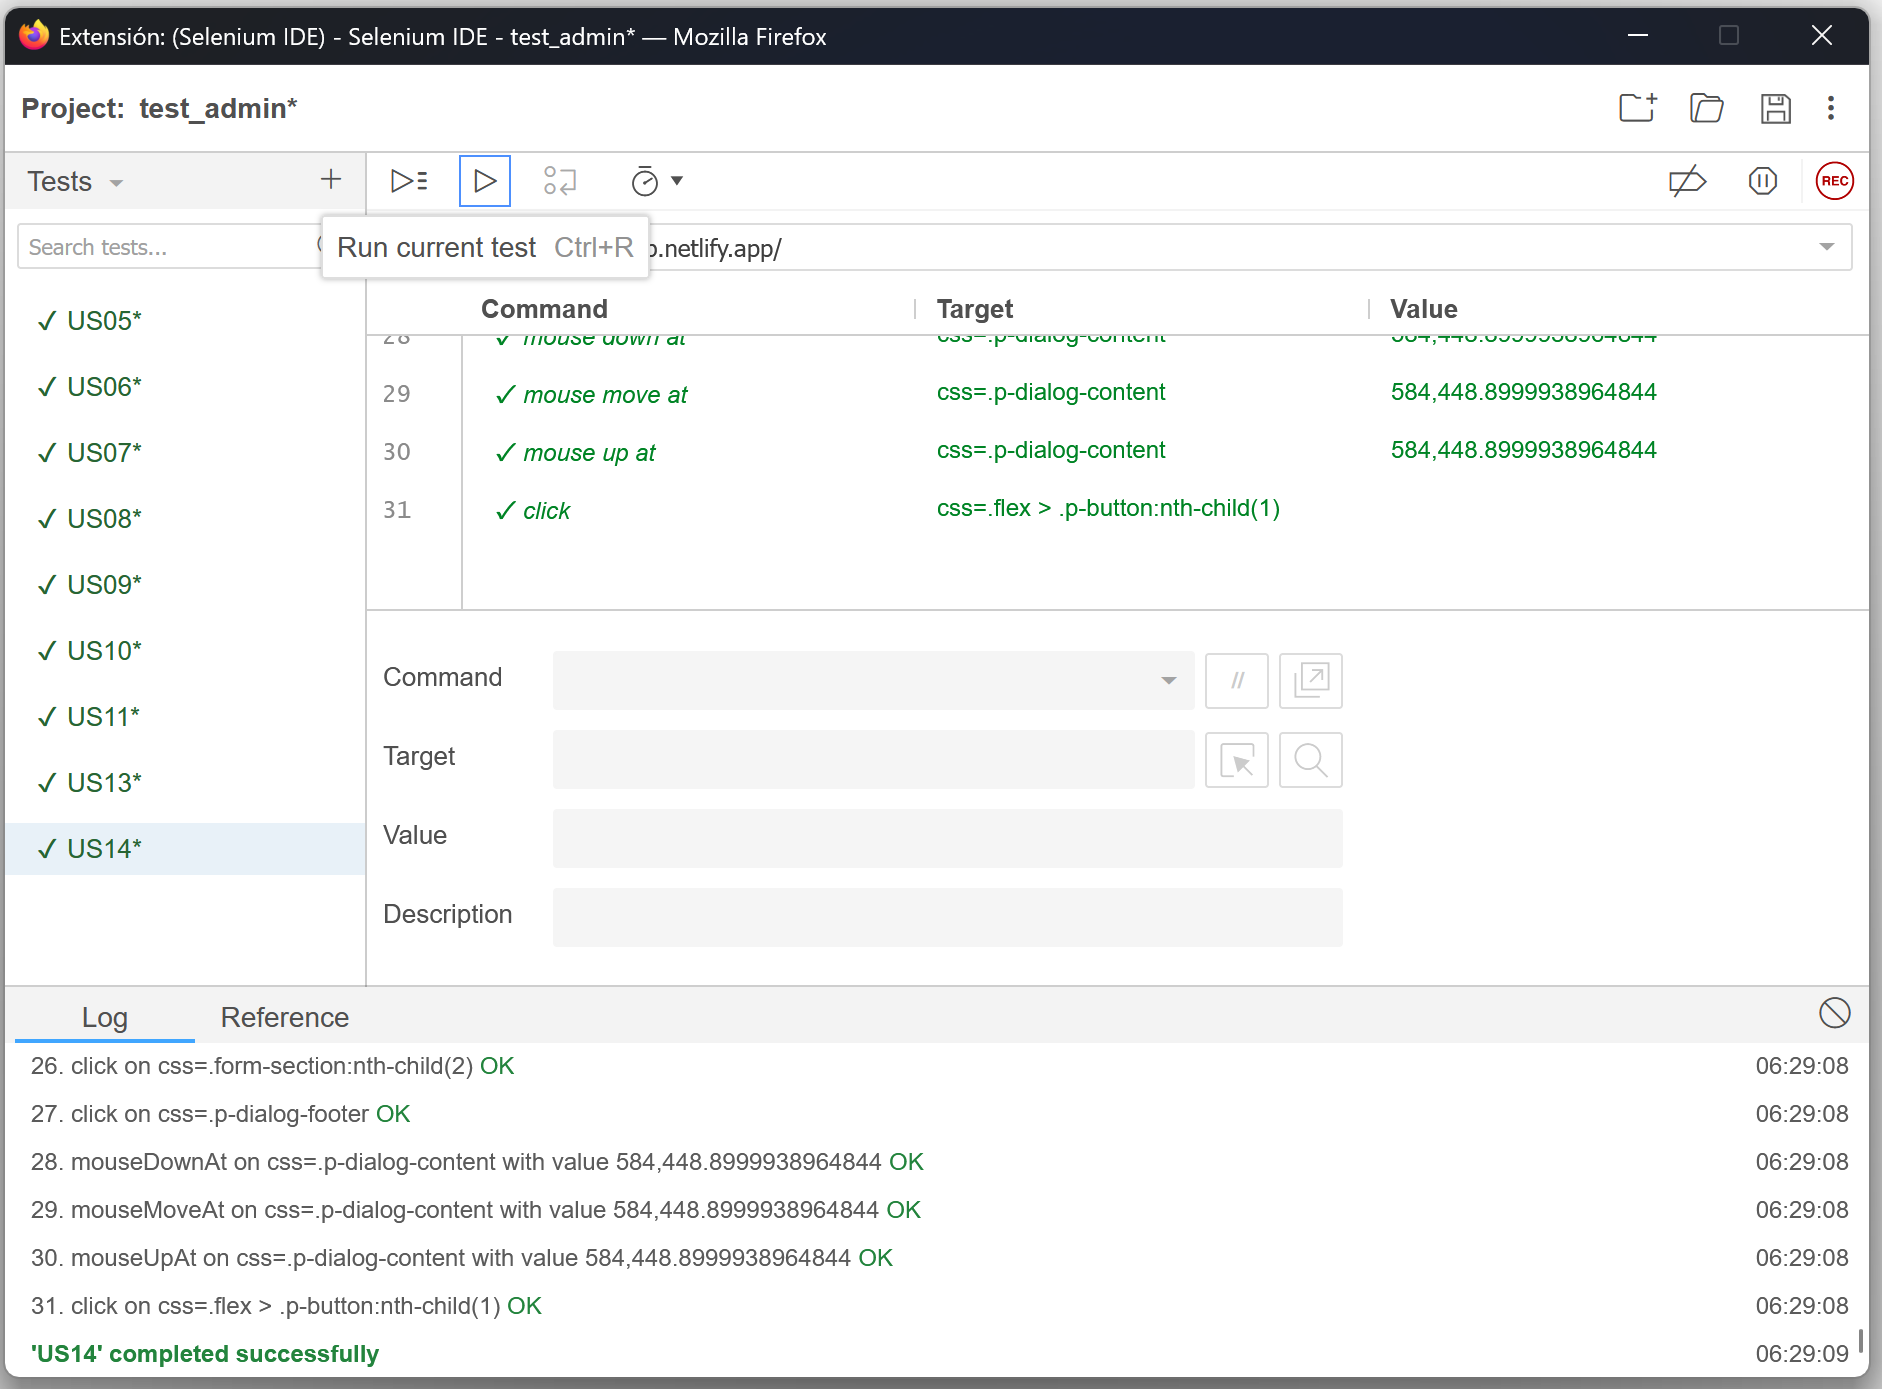 Extensión: (Selenium IDE) - Selenium IDE - test_admin* — Mozilla Firefox
Project: test_admin*
Tests
REC
Search tests...
Run current test Ctrl+R
.netlify.app/
Command Target Value
28 ✓ mouse down at css=.p-dialog-content 584,448.8999938964844
29 ✓ mouse move at css=.p-dialog-content 584,448.8999938964844
30 ✓ mouse up at css=.p-dialog-content 584,448.8999938964844
31 ✓ click css=.flex > .p-button:nth-child(1)
✓ US05*
✓ US06*
✓ US07*
✓ US08*
✓ US09*
✓ US10*
✓ US11*
✓ US13*
✓ US14*
Command //
Target
Value
Description
Log Reference
26. click on css=.form-section:nth-child(2) OK 06:29:08
27. click on css=.p-dialog-footer OK 06:29:08
28. mouseDownAt on css=.p-dialog-content with value 584,448.8999938964844 OK 06:29:08
29. mouseMoveAt on css=.p-dialog-content with value 584,448.8999938964844 OK 06:29:08
30. mouseUpAt on css=.p-dialog-content with value 584,448.8999938964844 OK 06:29:08
31. click on css=.flex > .p-button:nth-child(1) OK 06:29:08
'US14' completed successfully 06:29:09